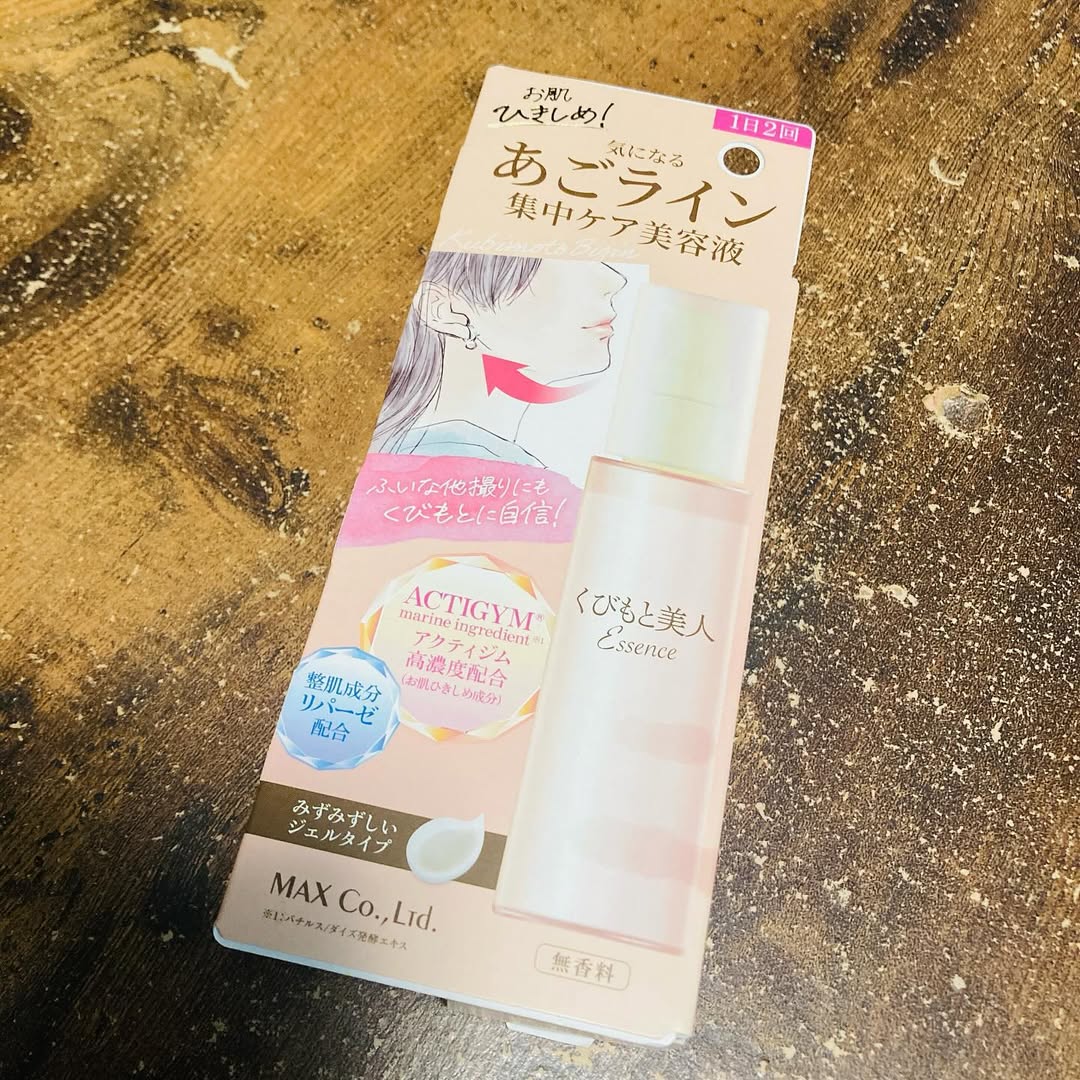 お肌
ひきしめ!
1日2回
気になる
あごライン
集中ケア美容液
Kubimoto Bijin
ふいな他撮りにも
くびもとに自信!
ACTIGYM®
marine ingredient※1
アクティジム
高濃度配合
(お肌ひきしめ成分)
整肌成分
リパーゼ
配合
くびもと美人
Essence
みずみずしい
ジェルタイプ
MAX Co.,Ltd.
※1:バチルス/ダイズ発酵エキス
無香料